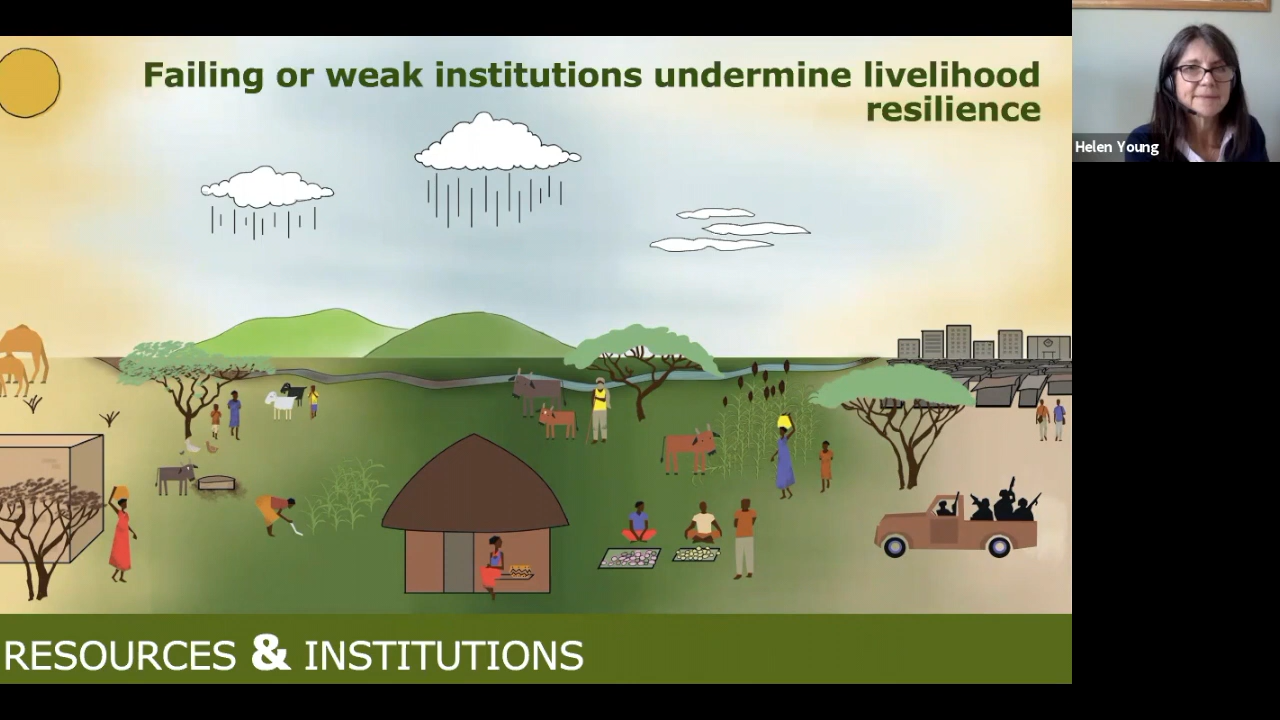 Failing or weak institutions undermine livelihood
resilience
Helen Young
RESOURCES & INSTITUTIONS